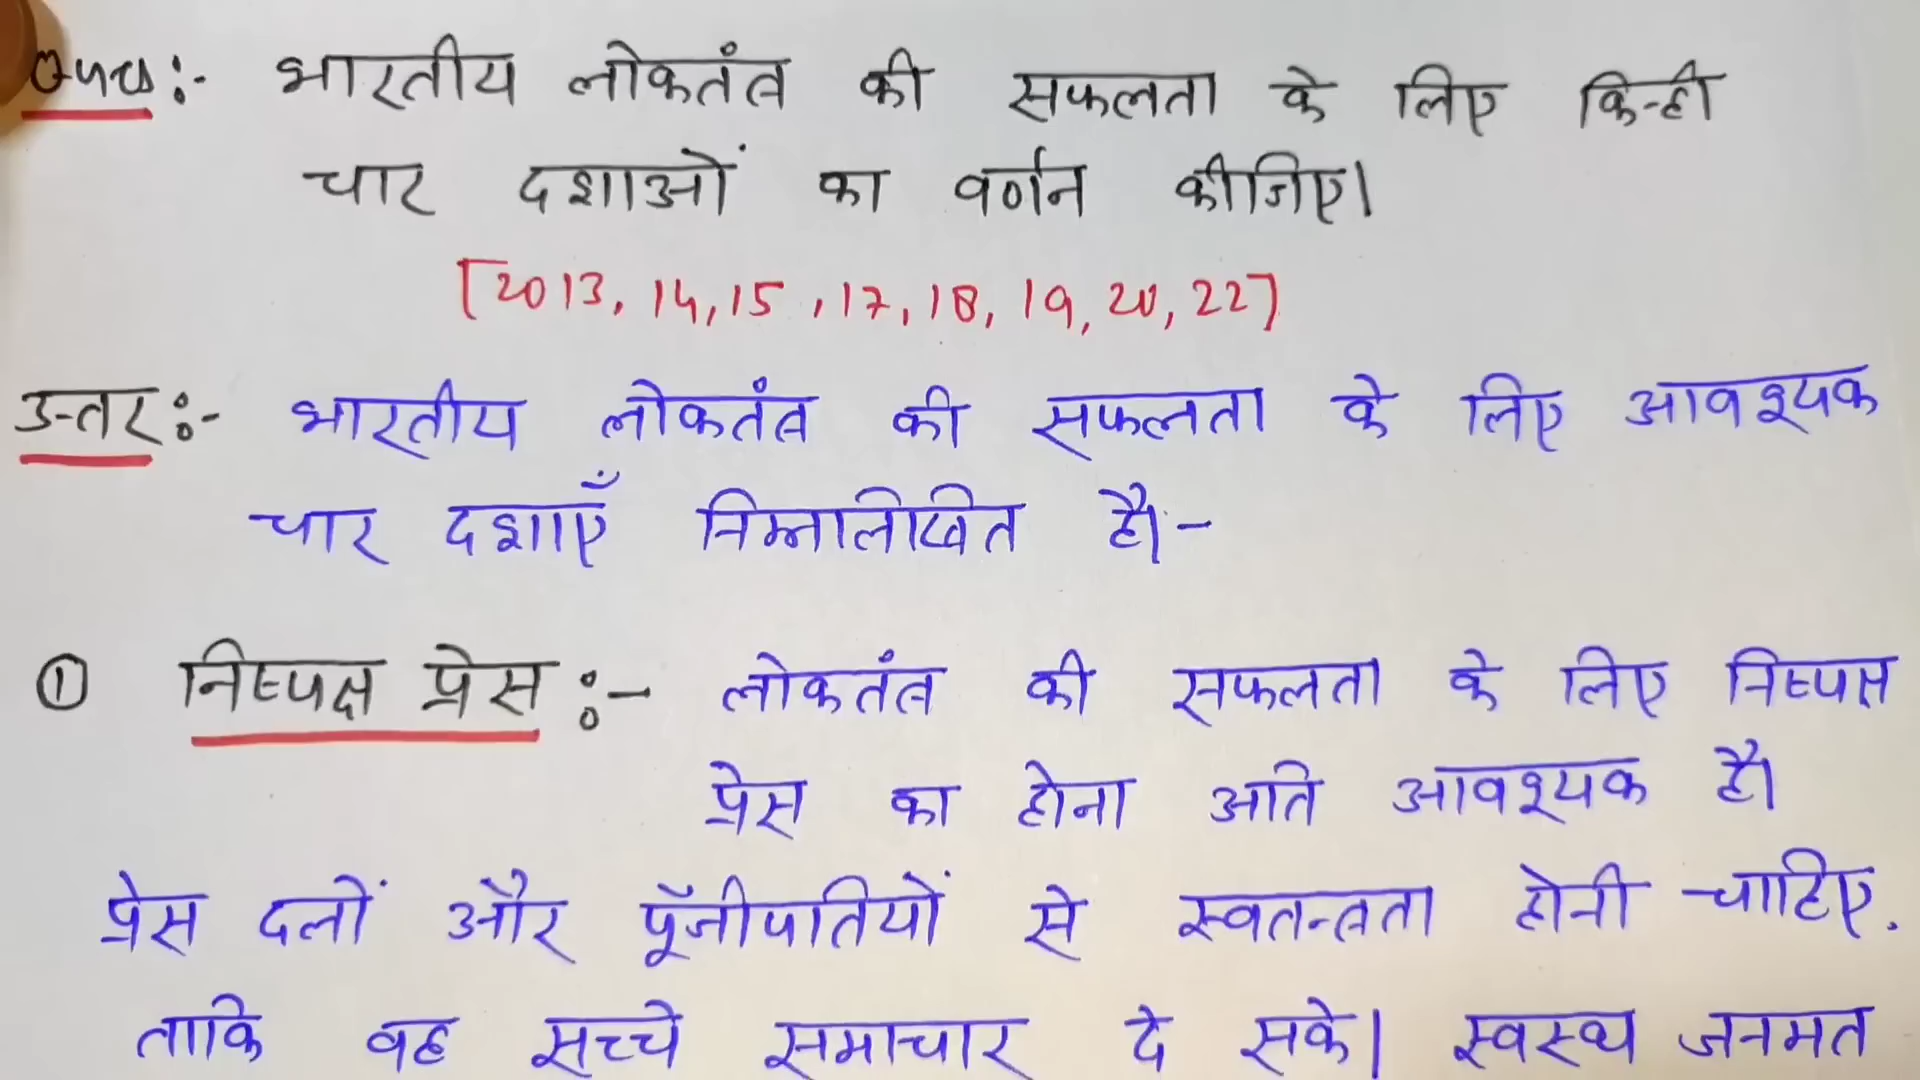 Ques:- भारतीय लोकतंत्र की सफलता के लिए किन्ही
चार दशाओं का वर्णन कीजिए।
[2013, 14, 15, 17, 18, 19, 20, 22]
उत्तर:- भारतीय लोकतंत्र की सफलता के लिए आवश्यक
चार दशाएँ निम्नलिखित है।-
① निष्पक्ष प्रेस:- लोकतंत्र की सफलता के लिए निष्पक्ष
प्रेस का होना अति आवश्यक है।
प्रेस दलों और पूँजीपतियों से स्वतन्त्रता होनी चाहिए.
ताकि वह सच्चे समाचार दे सके। स्वस्थ जनमत